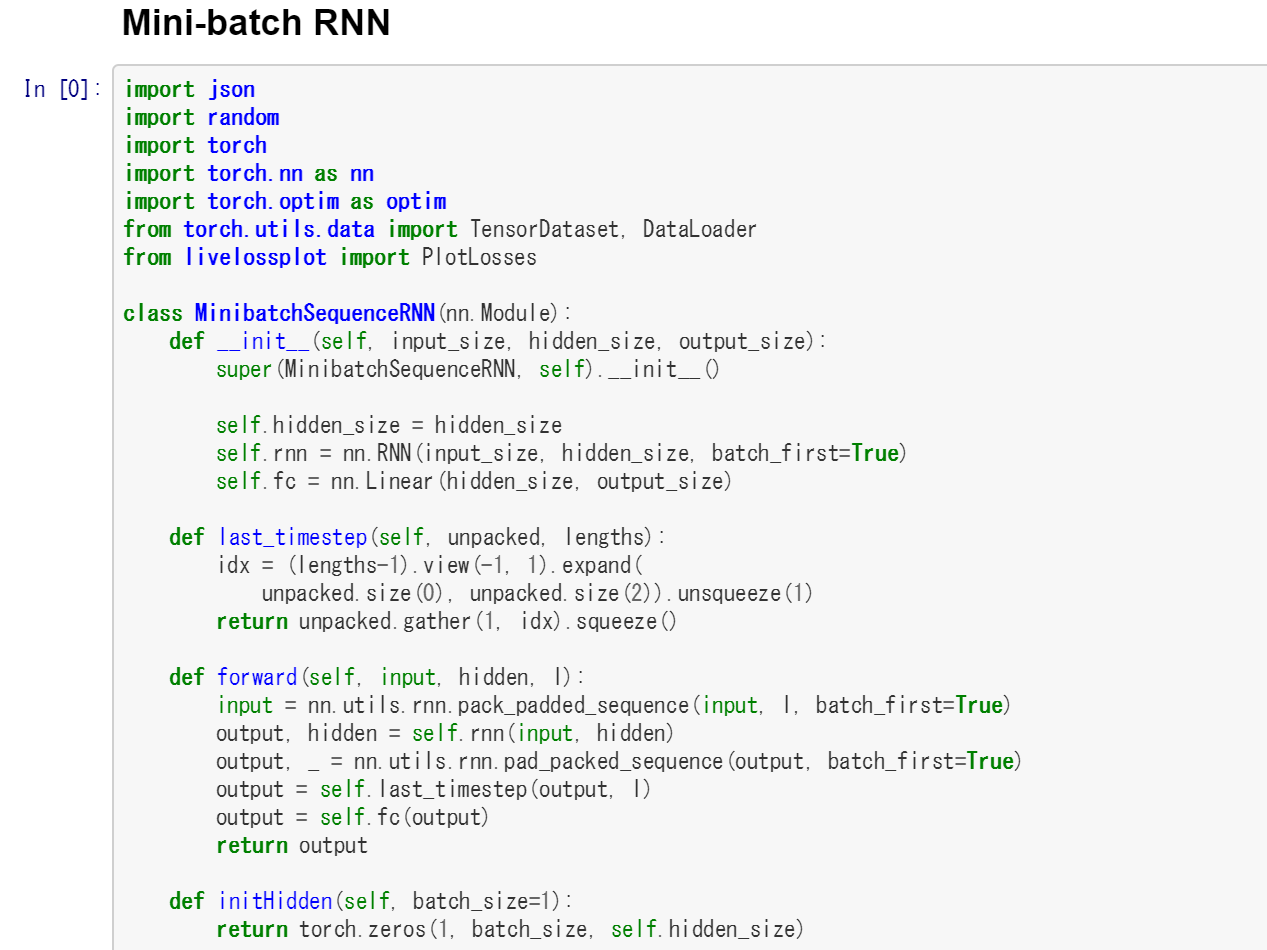 Mini-batch RNN
In [0]:
import json
import random
import torch
import torch.nn as nn
import torch.optim as optim
from torch.utils.data import TensorDataset, DataLoader
from livelossplot import PlotLosses
class MinibatchSequenceRNN(nn.Module):
    def __init__(self, input_size, hidden_size, output_size):
        super(MinibatchSequenceRNN, self).__init__()
        self.hidden_size = hidden_size
        self.rnn = nn.RNN(input_size, hidden_size, batch_first=True)
        self.fc = nn.Linear(hidden_size, output_size)
    def last_timestep(self, unpacked, lengths):
        idx = (lengths-1).view(-1, 1).expand(
            unpacked.size(0), unpacked.size(2)).unsqueeze(1)
        return unpacked.gather(1, idx).squeeze()
    def forward(self, input, hidden, l):
        input = nn.utils.rnn.pack_padded_sequence(input, l, batch_first=True)
        output, hidden = self.rnn(input, hidden)
        output, _ = nn.utils.rnn.pad_packed_sequence(output, batch_first=True)
        output = self.last_timestep(output, l)
        output = self.fc(output)
        return output
    def initHidden(self, batch_size=1):
        return torch.zeros(1, batch_size, self.hidden_size)